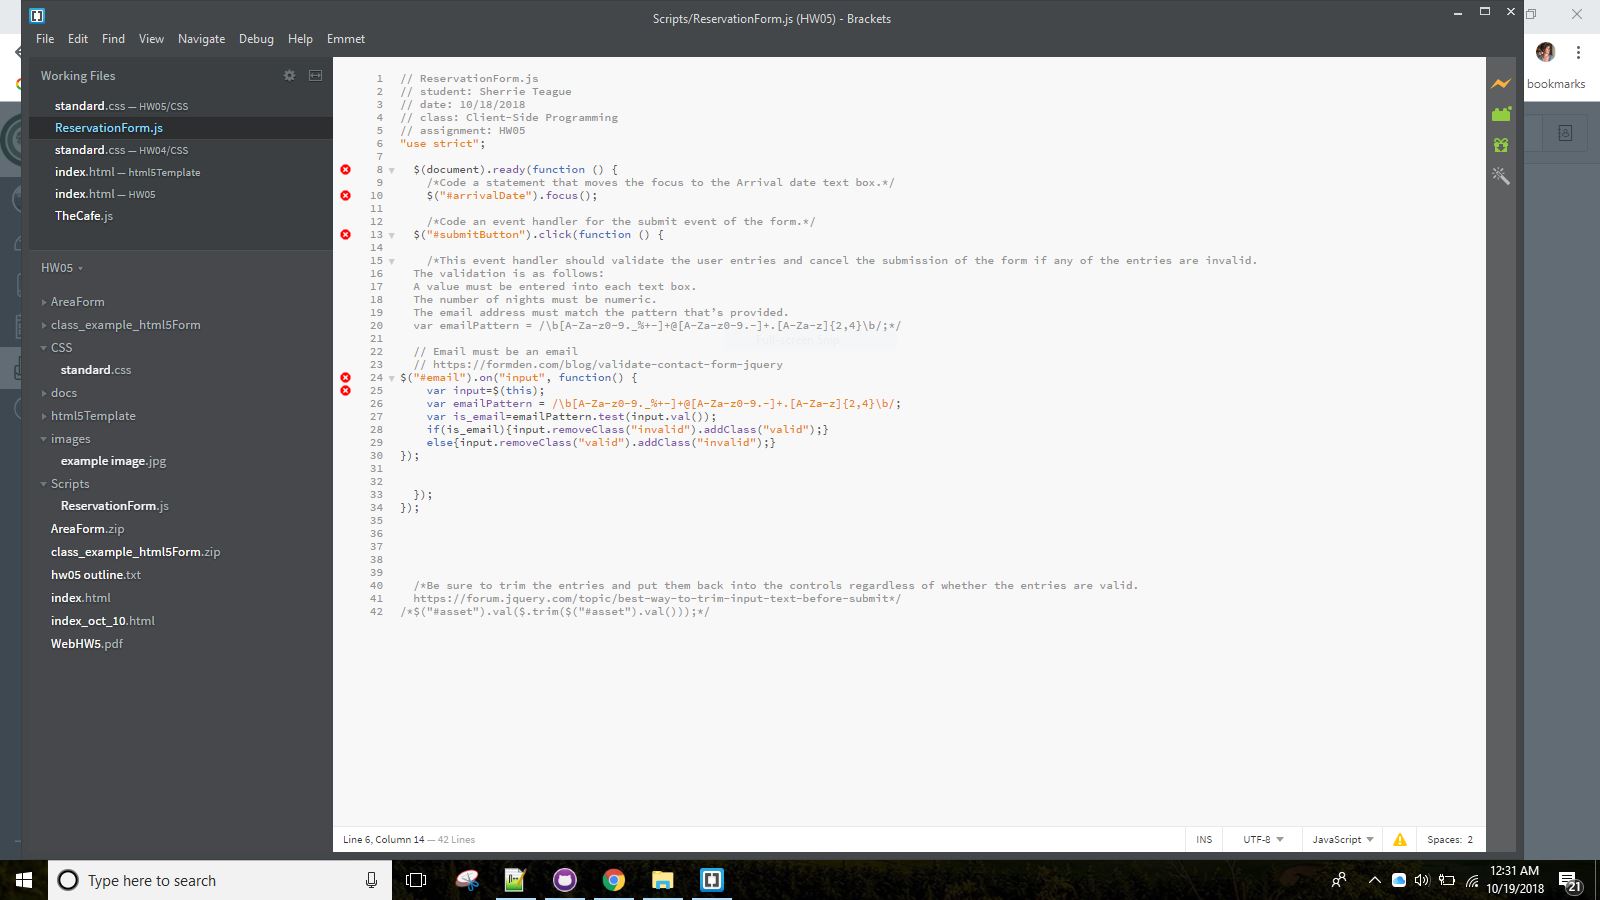 Scripts/ReservationForm.js (HW05) - Brackets
File Edit Find View Navigate Debug Help Emmet
bookmarks
Working Files
standard.css — HW05/CSS
ReservationForm.js
standard.css — HW04/CSS
index.html — html5Template
index.html — HW05
TheCafe.js
HW05
AreaForm
class_example_html5Form
CSS
standard.css
docs
html5Template
images
example image.jpg
Scripts
ReservationForm.js
AreaForm.zip
class_example_html5Form.zip
hw05 outline.txt
index.html
index_oct_10.html
WebHW5.pdf
1 // ReservationForm.js
2 // student: Sherrie Teague
3 // date: 10/18/2018
4 // class: Client-Side Programming
5 // assignment: HW05
6 "use strict";
7
8 $(document).ready(function () {
9 /*Code a statement that moves the focus to the Arrival date text box.*/
10 $("#arrivalDate").focus();
11
12 /*Code an event handler for the submit event of the form.*/
13 $("#submitButton").click(function () {
14
15 /*This event handler should validate the user entries and cancel the submission of the form if any of the entries are invalid.
16 The validation is as follows:
17 A value must be entered into each text box.
18 The number of nights must be numeric.
19 The email address must match the pattern that’s provided.
20 var emailPattern = /\b[A-Za-z0-9._%+-]+@[A-Za-z0-9.-]+.[A-Za-z]{2,4}\b/;*/
21
Full-screen Snip
22 // Email must be an email
23 // https://formden.com/blog/validate-contact-form-jquery
24 $("#email").on("input", function() {
25 var input=$(this);
26 var emailPattern = /\b[A-Za-z0-9._%+-]+@[A-Za-z0-9.-]+.[A-Za-z]{2,4}\b/;
27 var is_email=emailPattern.test(input.val());
28 if(is_email){input.removeClass("invalid").addClass("valid");}
29 else{input.removeClass("valid").addClass("invalid");}
30 });
31
32
33 });
34 });
35
36
37
38
39
40 /*Be sure to trim the entries and put them back into the controls regardless of whether the entries are valid.
41 https://forum.jquery.com/topic/best-way-to-trim-input-text-before-submit*/
42 /*$("#asset").val($.trim($("#asset").val()));*/
Line 6, Column 14 — 42 Lines
INS UTF-8 JavaScript Spaces: 2
Type here to search
12:31 AM
10/19/2018
21